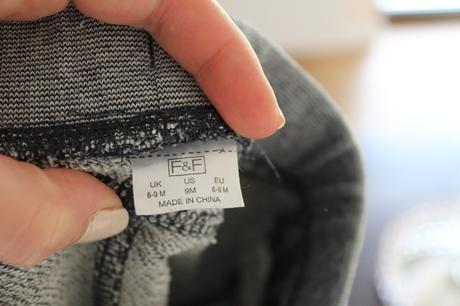 F&F
UK US EU
6-9 M 9M 6-9 M
MADE IN CHINA